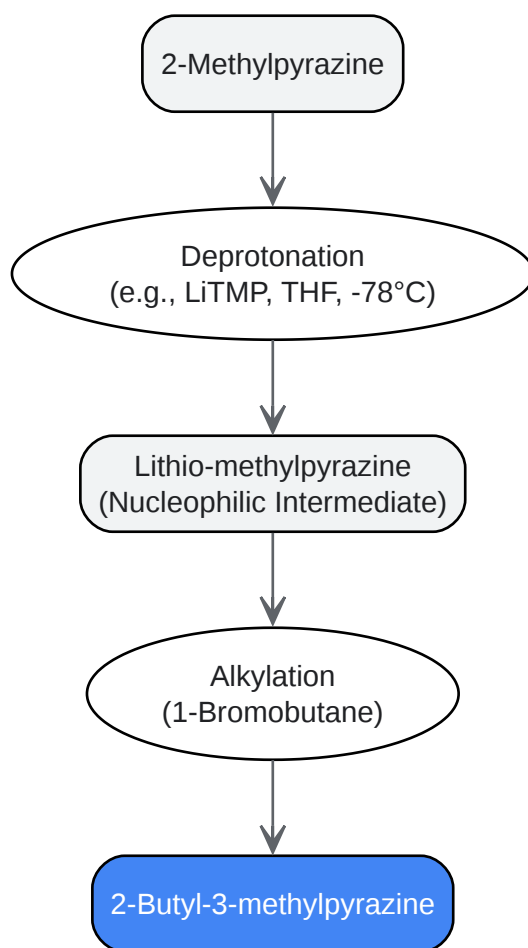 2-Methylpyrazine
Deprotonation
(e.g., LiTMP, THF, -78°C)
Lithio-methylpyrazine
(Nucleophilic Intermediate)
Alkylation
(1-Bromobutane)
2-Butyl-3-methylpyrazine